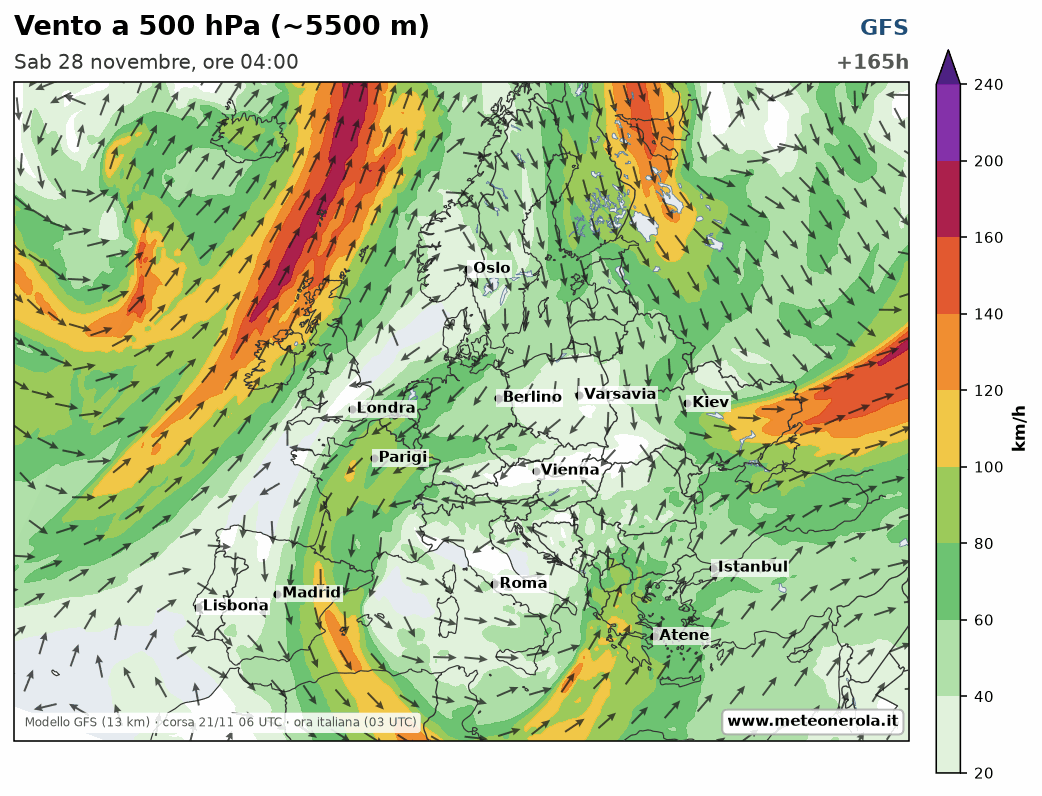 Vento a 500 hPa (~5500 m)
GFS
Sab 28 novembre, ore 04:00
+165h
240
200
160
140
120
100
80
60
40
20
km/h
Oslo
Berlino
Varsavia
Kiev
Londra
Parigi
Vienna
Istanbul
Roma
Madrid
Lisbona
Atene
Modello GFS (13 km) · corsa 21/11 06 UTC · ora italiana (03 UTC)
www.meteonerola.it